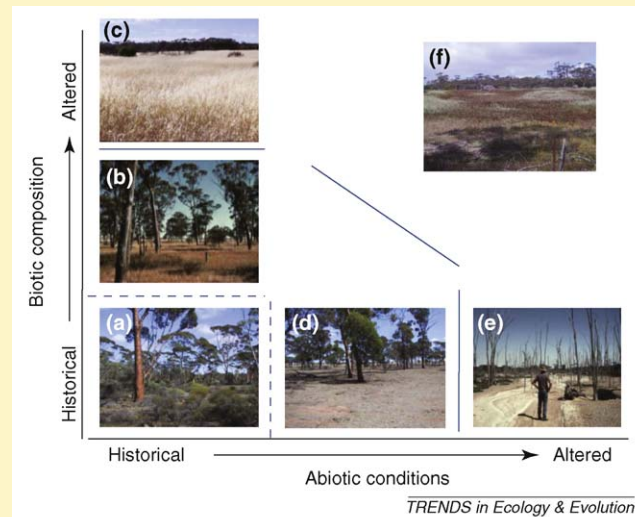 (c)
(f)
Altered
(b)
Biotic composition
(a)
(d)
(e)
Historical
Historical
Altered
Abiotic conditions
TRENDS in Ecology & Evolution